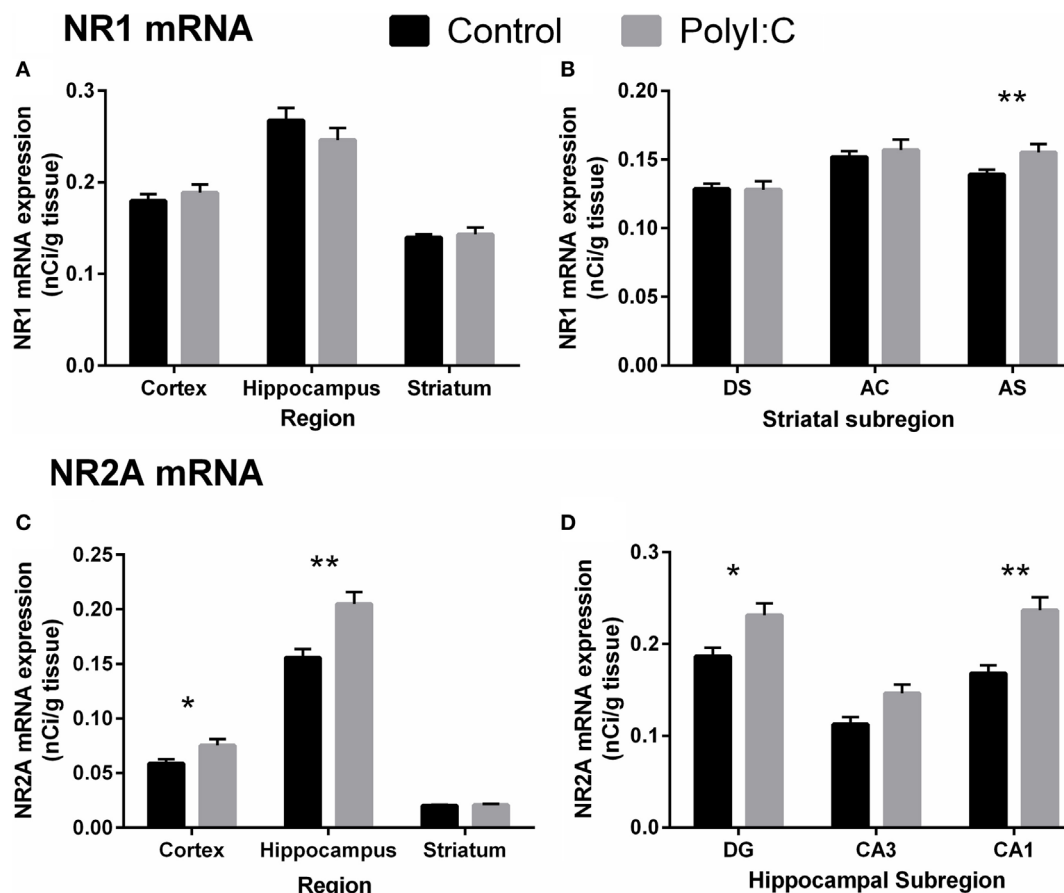 NR1 mRNA
Control
PolyI:C
A
NR1 mRNA expression
(nCi/g tissue)
0.3
0.2
0.1
0.0
Cortex
Hippocampus
Striatum
Region
B
NR1 mRNA expression
(nCi/g tissue)
0.20
0.15
0.10
0.05
0.00
**
DS
AC
AS
Striatal subregion
NR2A mRNA
C
NR2A mRNA expression
(nCi/g tissue)
0.25
0.20
0.15
0.10
0.05
0.00
*
**
Cortex
Hippocampus
Striatum
Region
D
NR2A mRNA expression
(nCi/g tissue)
0.3
0.2
0.1
0.0
*
**
DG
CA3
CA1
Hippocampal Subregion